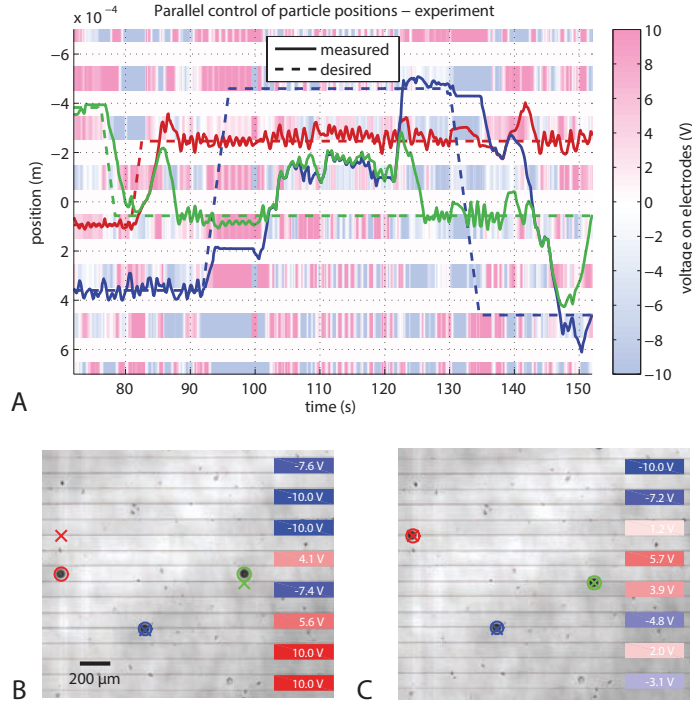 x 10⁻⁴ Parallel control of particle positions – experiment
measured
desired
-6
-4
-2
0
2
4
6
position (m)
80 90 100 110 120 130 140 150
time (s)
10
8
6
4
2
0
-2
-4
-6
-8
-10
voltage on electrodes (V)
A
-7.6 V
-10.0 V
-10.0 V
4.1 V
-7.4 V
5.6 V
10.0 V
10.0 V
200 µm
B
-10.0 V
-7.2 V
1.2 V
5.7 V
3.9 V
-4.8 V
2.0 V
-3.1 V
C